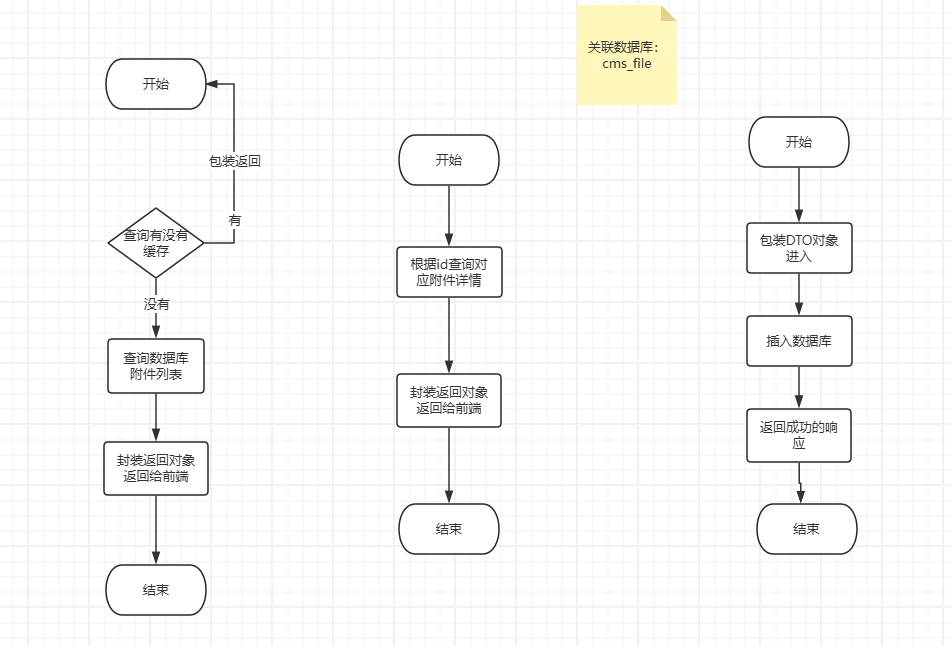 关联数据库：
cms_file
开始
包装返回
有
查询有没有
缓存
没有
查询数据库
附件列表
封装返回对象
返回给前端
结束
开始
根据id查询对
应附件详情
封装返回对象
返回给前端
结束
开始
包装DTO对象
进入
插入数据库
返回成功的响
应
结束